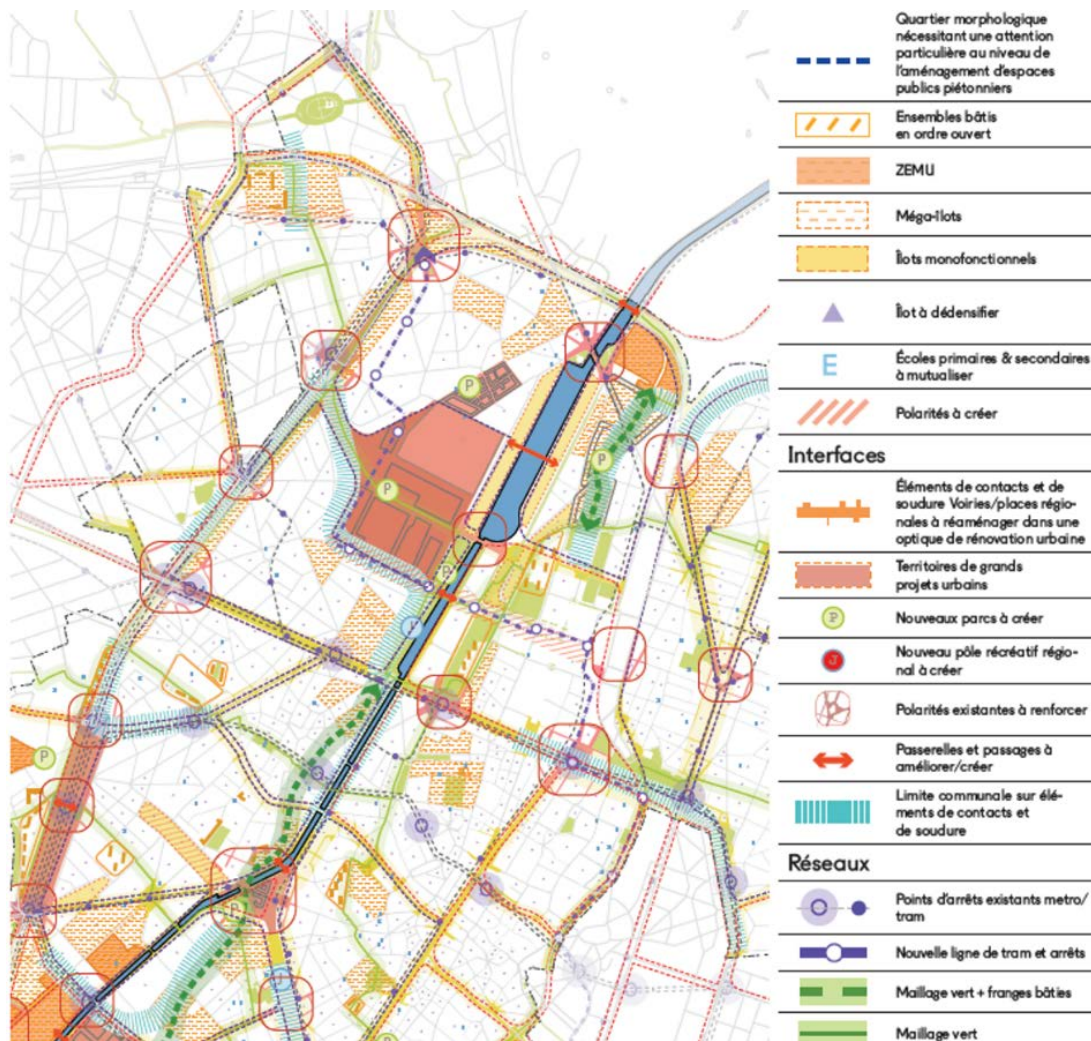 Quartier morphologique
nécessitant une attention
particulière au niveau de
l'aménagement d'espaces
publics piétonniers
Ensembles bâtis
en ordre ouvert
ZEMU
Méga-îlots
Îlots monofonctionnels
Îlot à dédensifier
E
Écoles primaires & secondaires
à mutualiser
Polarités à créer
Interfaces
Éléments de contacts et de
soudure Voiries/places régio-
nales à réaménager dans une
optique de rénovation urbaine
Territoires de grands
projets urbains
P
Nouveaux parcs à créer
J
Nouveau pôle récréatif régio-
nal à créer
Polarités existantes à renforcer
Passerelles et passages à
améliorer/créer
Limite communale sur élé-
ments de contacts et
de soudure
Réseaux
Points d'arrêts existants metro/
tram
Nouvelle ligne de tram et arrêts
Maillage vert + franges bâties
Maillage vert
P
P
P
P